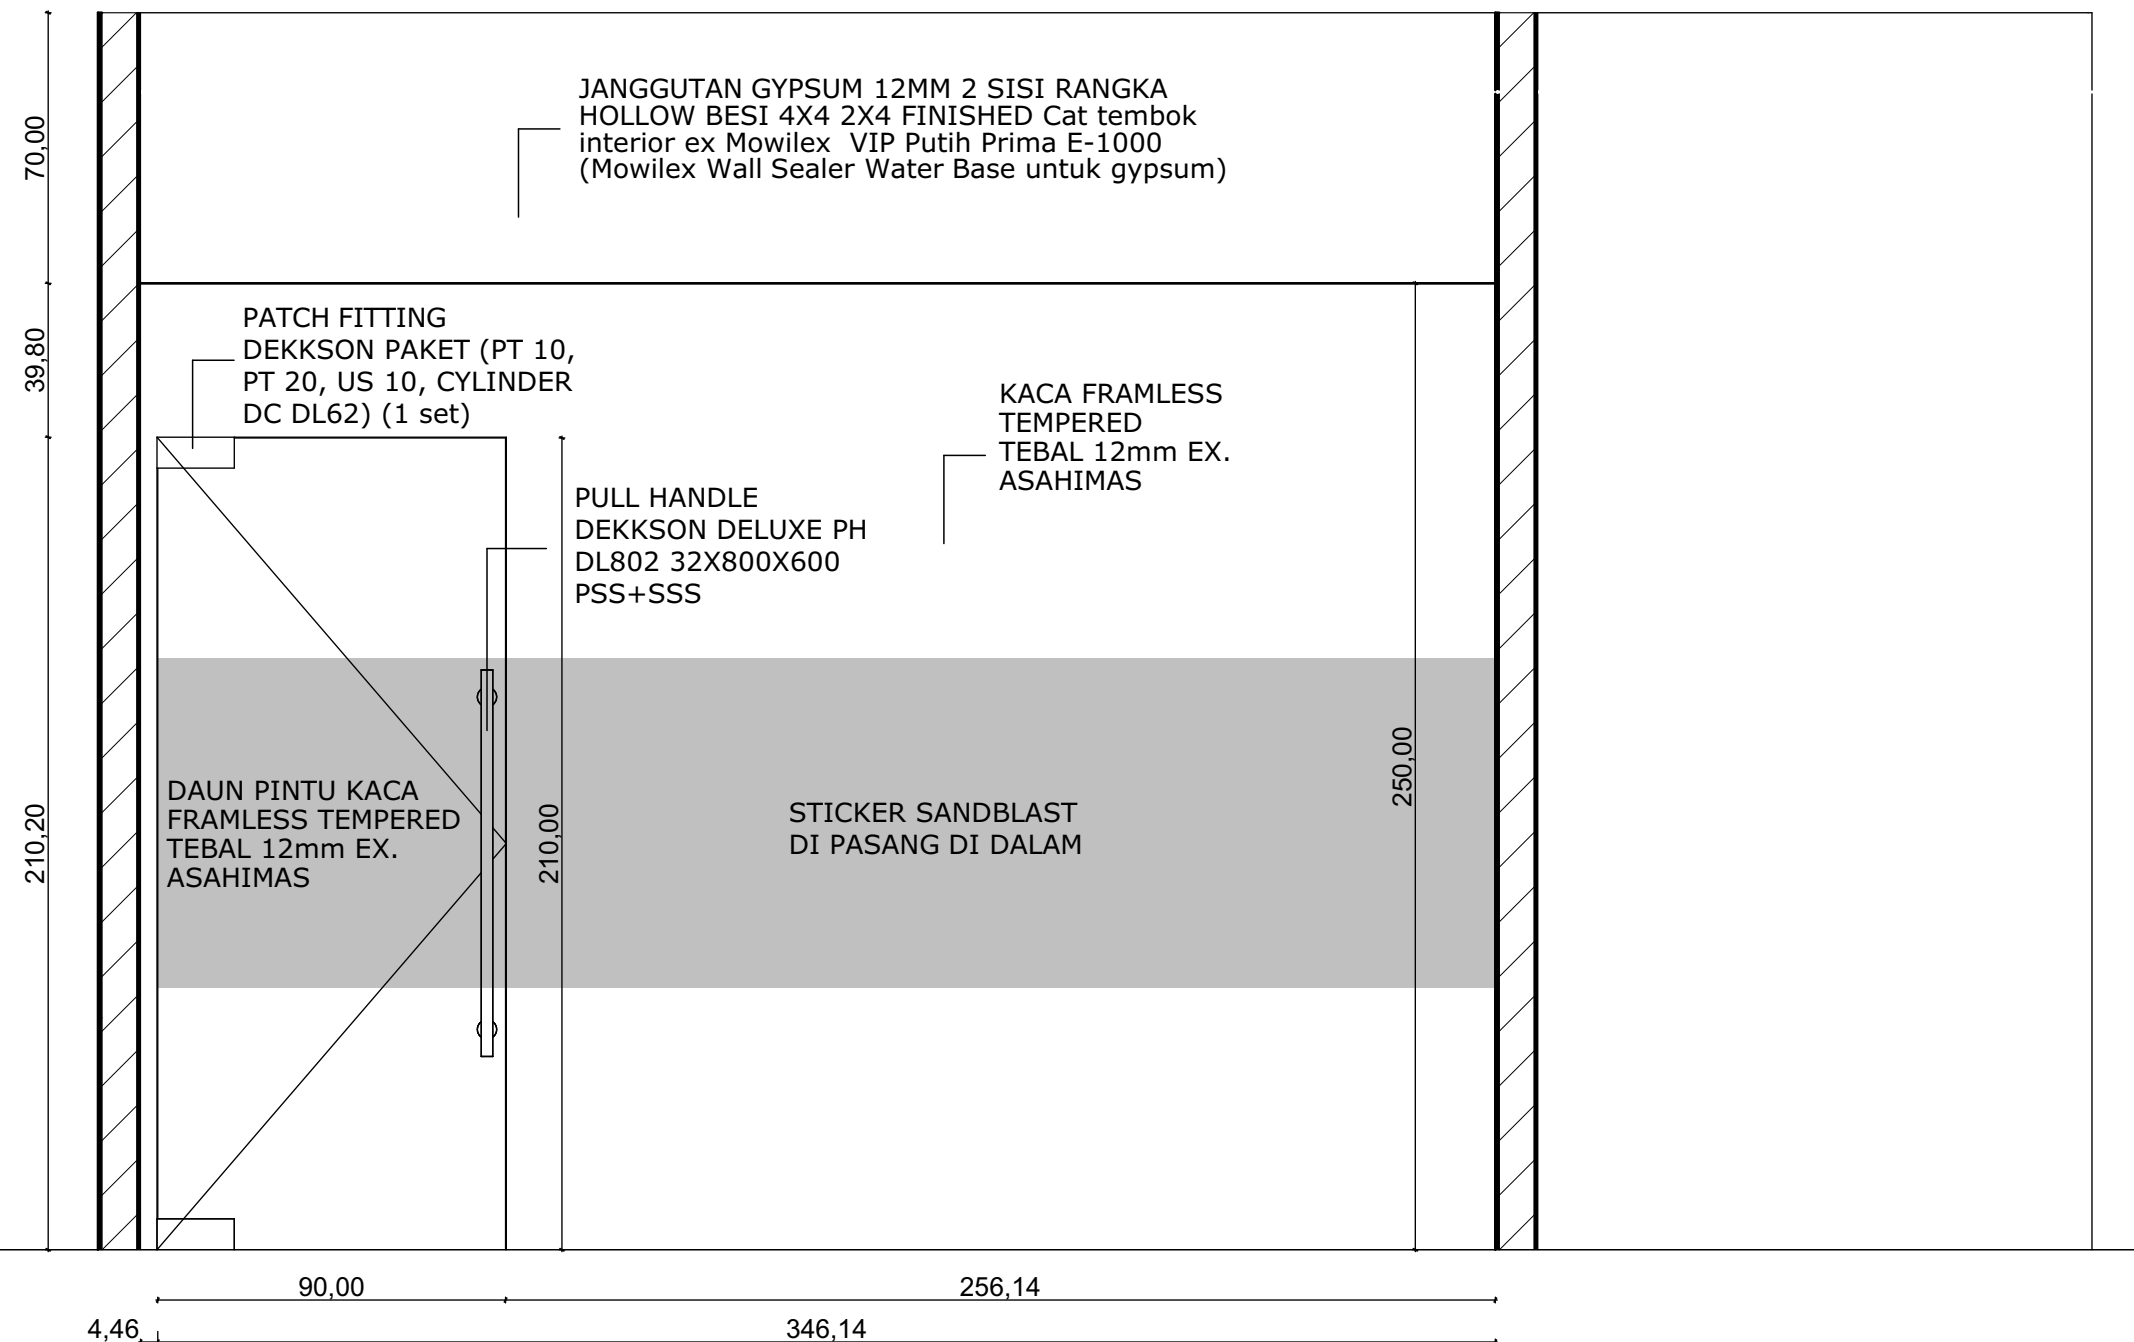 JANGGUTAN GYPSUM 12MM 2 SISI RANGKA
HOLLOW BESI 4X4 2X4 FINISHED Cat tembok
interior ex Mowilex  VIP Putih Prima E-1000
(Mowilex Wall Sealer Water Base untuk gypsum)
70,00
PATCH FITTING
DEKKSON PAKET (PT 10,
PT 20, US 10, CYLINDER
DC DL62) (1 set)
39,80
KACA FRAMLESS
TEMPERED
TEBAL 12mm EX.
ASAHIMAS
PULL HANDLE
DEKKSON DELUXE PH
DL802 32X800X600
PSS+SSS
DAUN PINTU KACA
FRAMLESS TEMPERED
TEBAL 12mm EX.
ASAHIMAS
STICKER SANDBLAST
DI PASANG DI DALAM
250,00
210,20
210,00
90,00
256,14
4,46
346,14